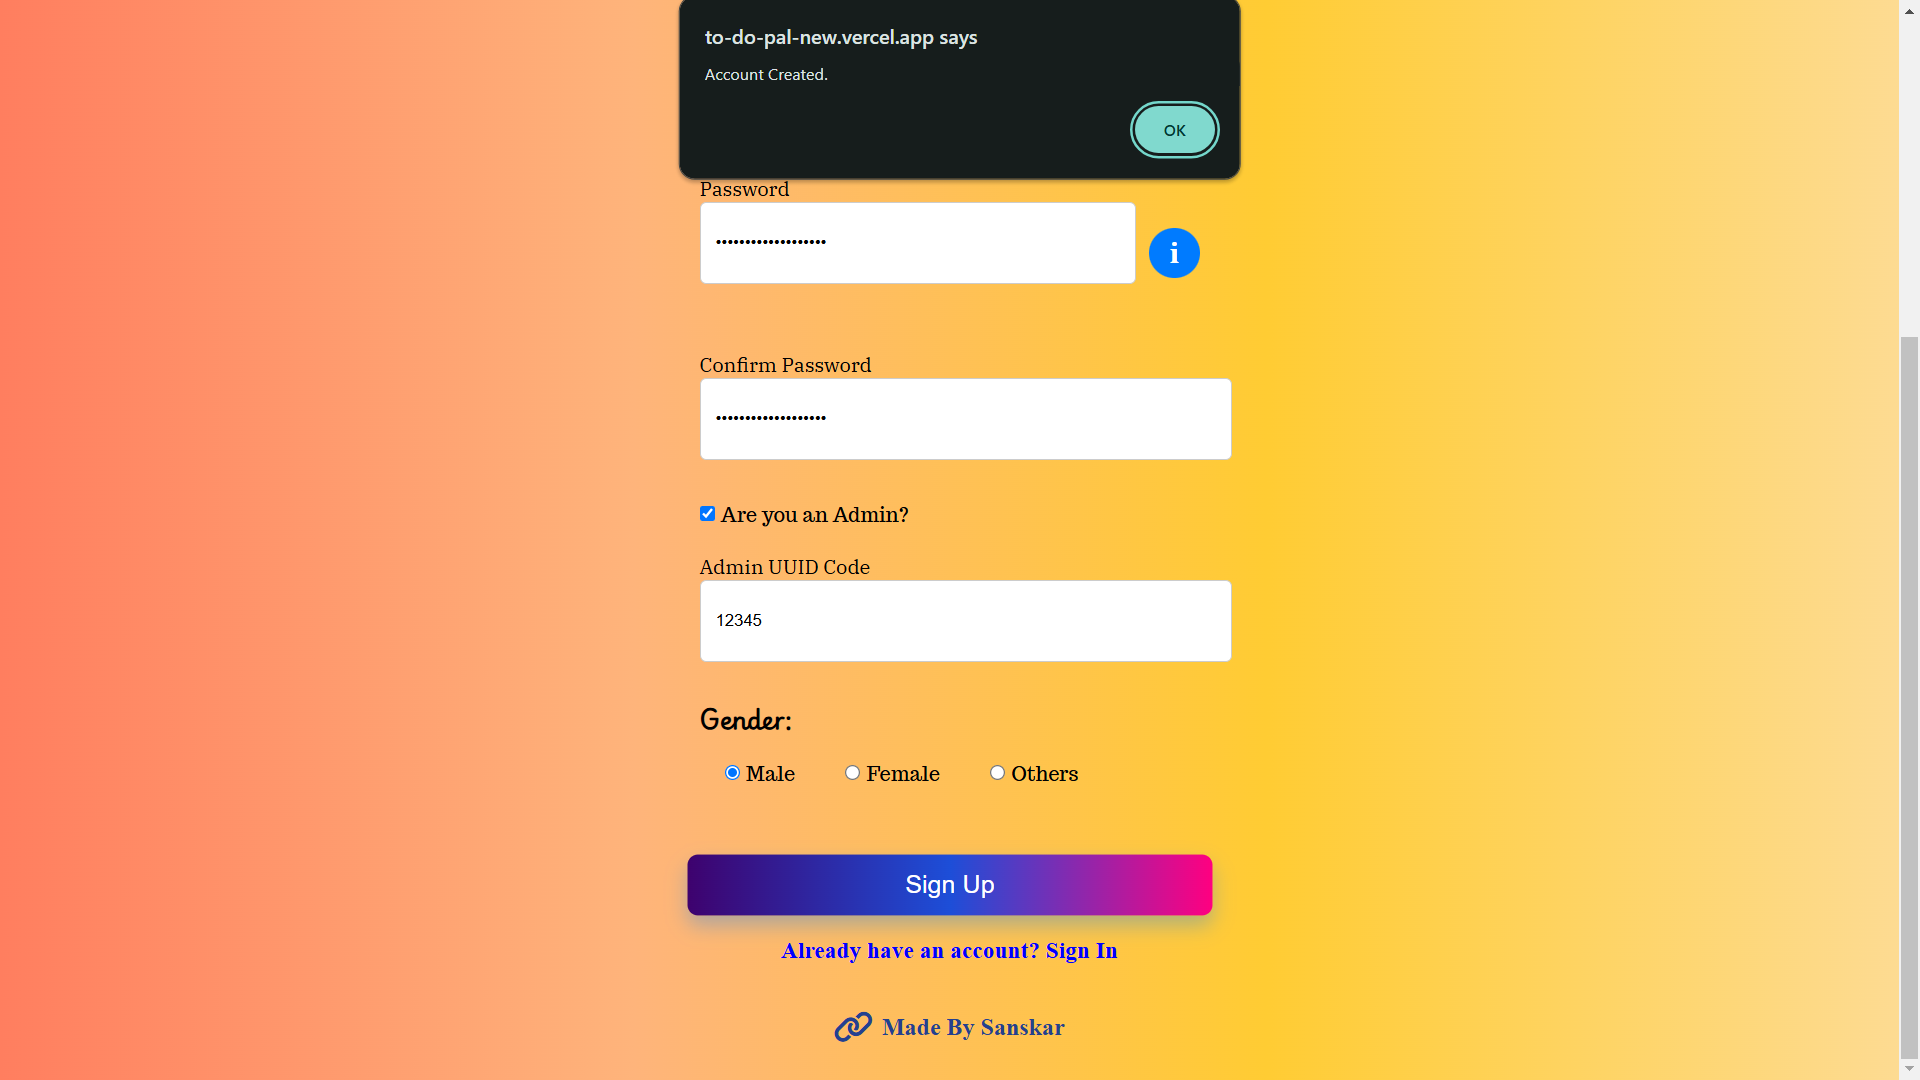 to-do-pal-new.vercel.app says
Account Created.
OK
Password
•••••••••••••••••••
i
Confirm Password
•••••••••••••••••••
Are you an Admin?
Admin UUID Code
12345
Gender:
Male Female Others
Sign Up
Already have an account? Sign In
Made By Sanskar